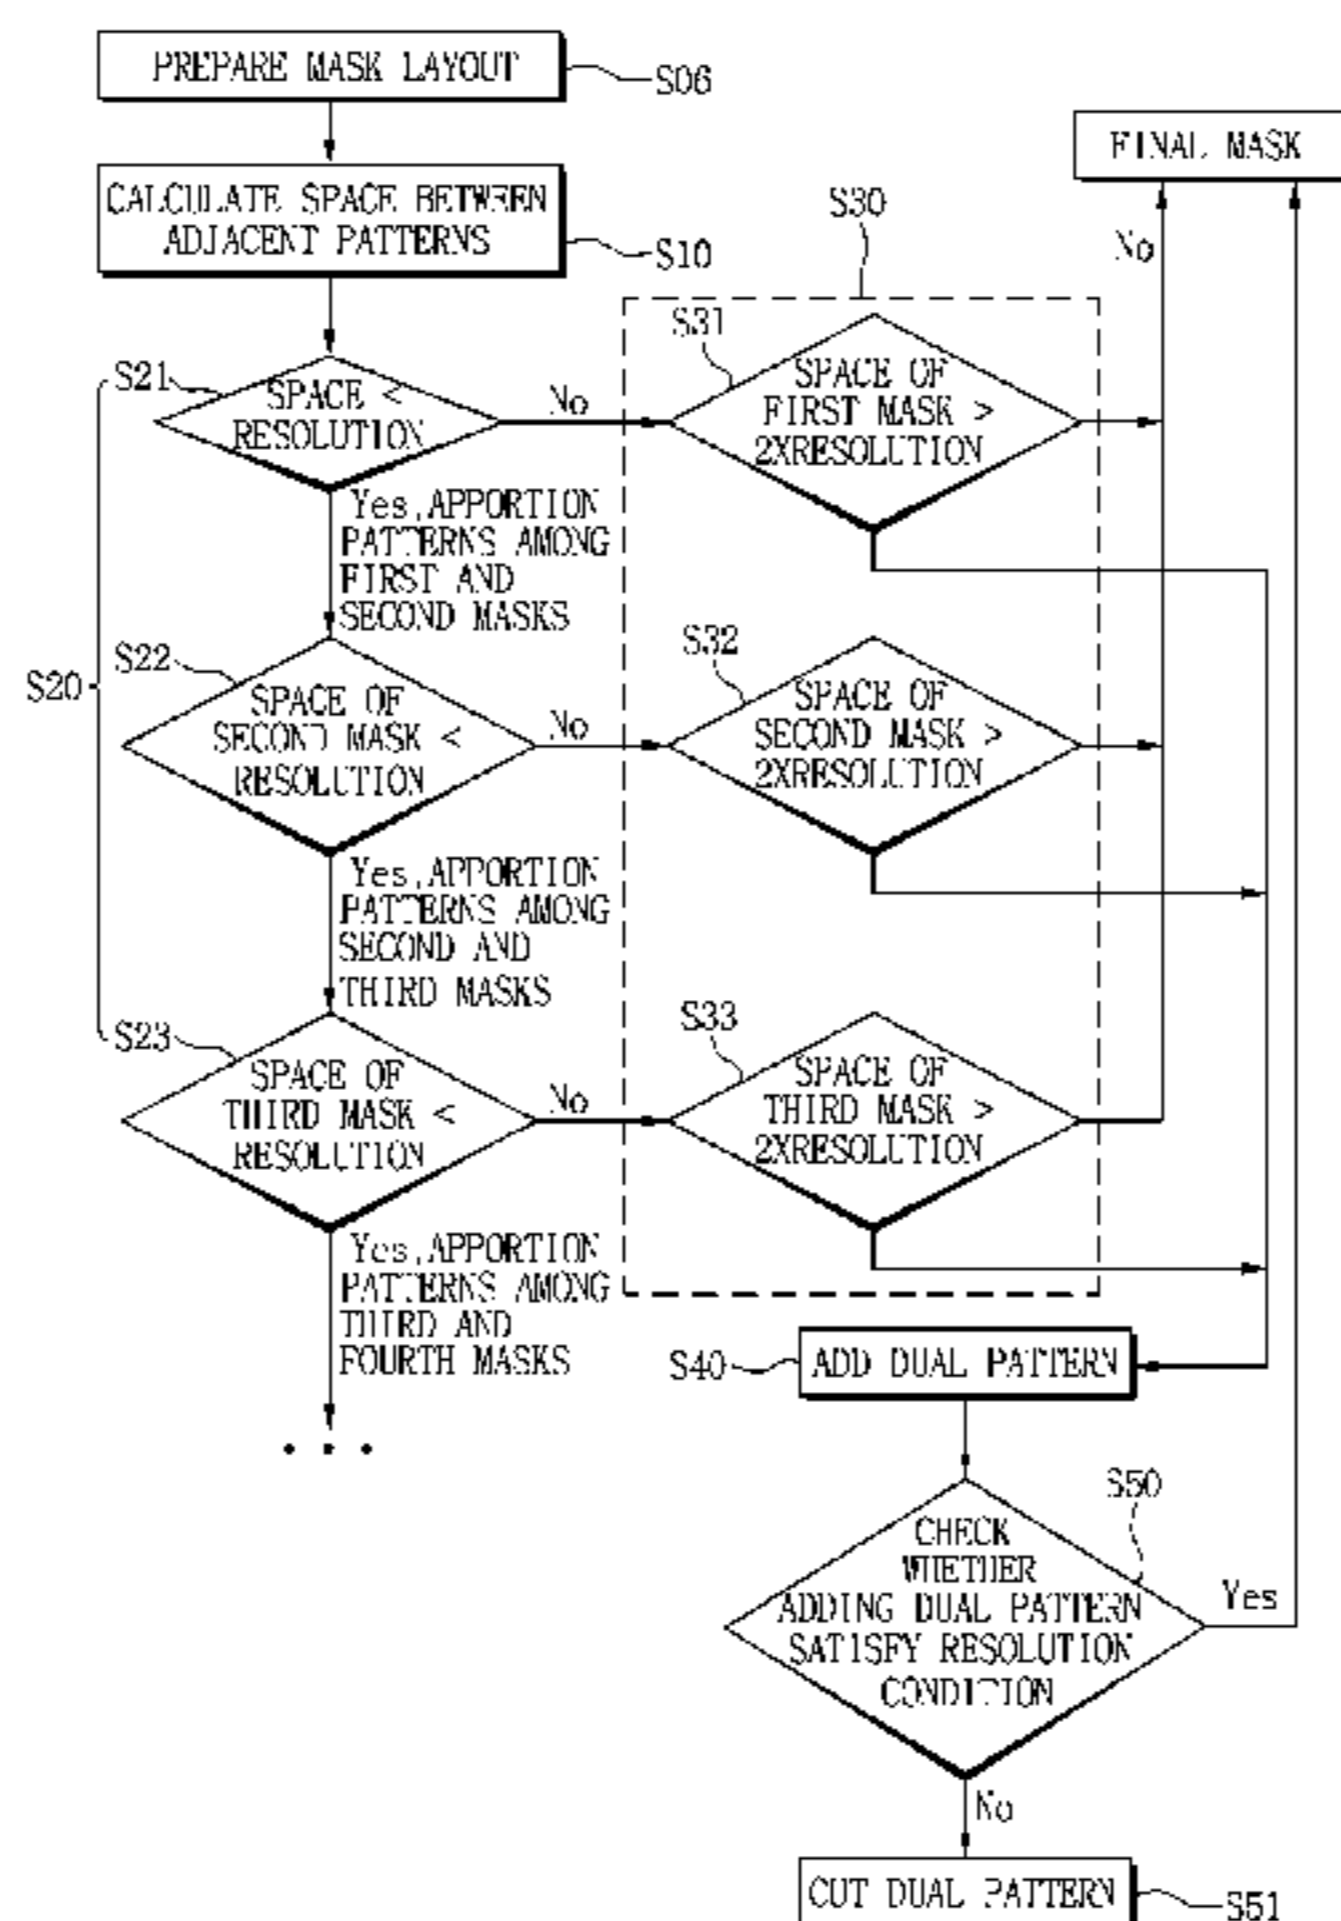 PREPARE MASK LAYOUT
S06
FINAL MASK
CALCULATE SPACE BETWEEN
ADJACENT PATTERNS
S10
S30
No
S21
SPACE <
RESOLUTION
No
S31
SPACE OF
FIRST MASK >
2XRESOLUTION
Yes,APPORTION
PATTERNS AMONG
FIRST AND
SECOND MASKS
S20
S22
SPACE OF
SECOND MASK <
RESOLUTION
No
S32
SPACE OF
SECOND MASK >
2XRESOLUTION
Yes,APPORTION
PATTERNS AMONG
SECOND AND
THIRD MASKS
S23
SPACE OF
THIRD MASK <
RESOLUTION
No
S33
SPACE OF
THIRD MASK >
2XRESOLUTION
Yes,APPORTION
PATTERNS AMONG
THIRD AND
FOURTH MASKS
. . .
S40
ADD DUAL PATTERN
S50
CHECK
WHETHER
ADDING DUAL PATTERN
SATISFY RESOLUTION
CONDITION
Yes
No
CUT DUAL PATTERN
S51